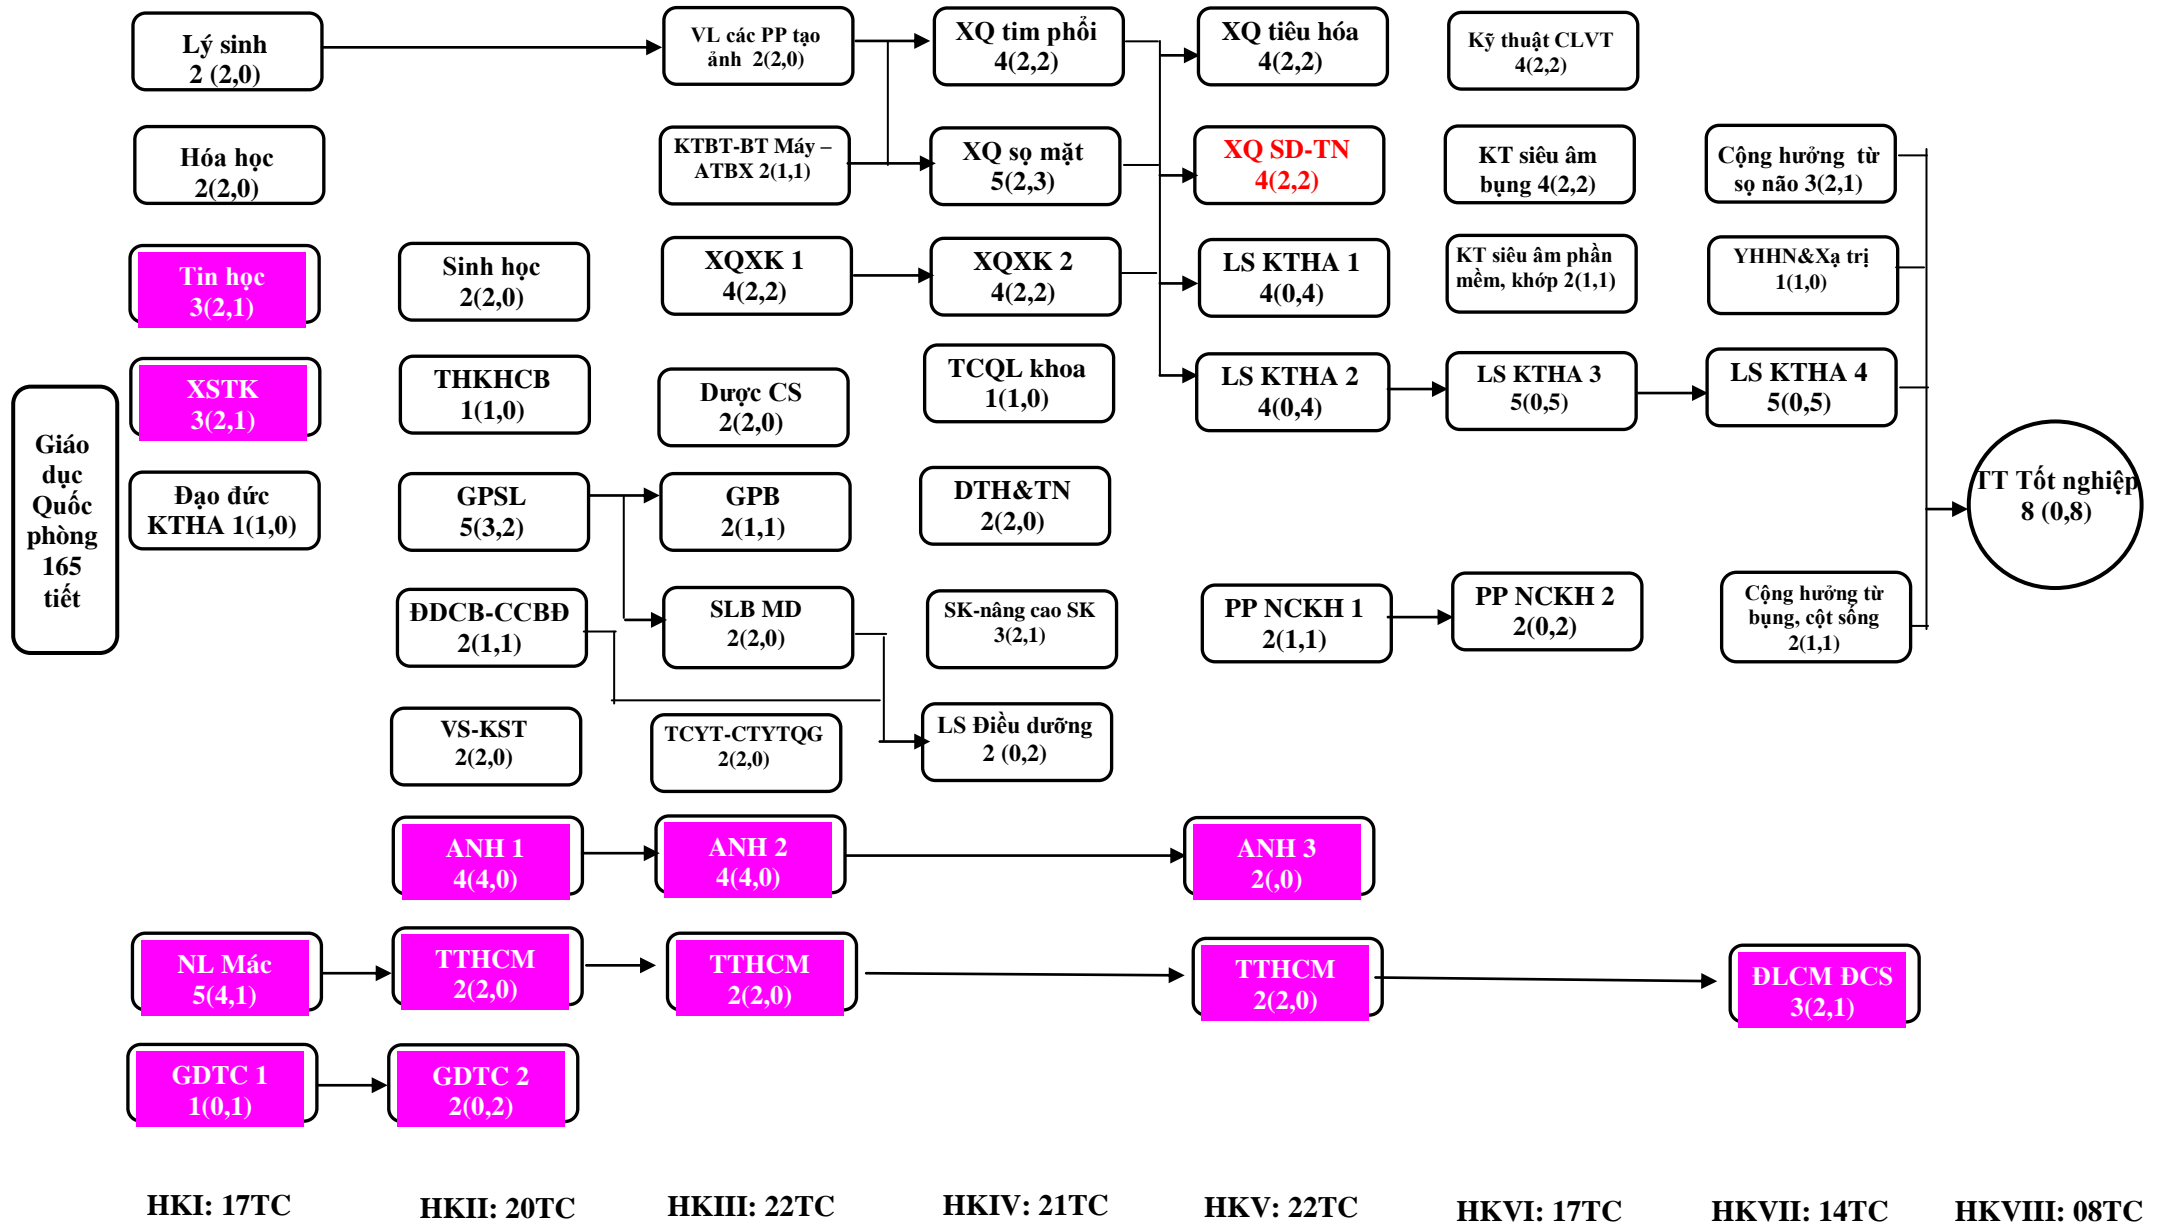 Giáo
dục
Quốc
phòng
165
tiết
Lý sinh
2 (2,0)
Hóa học
2(2,0)
Tin học
3(2,1)
XSTK
3(2,1)
Đạo đức
KTHA 1(1,0)
NL Mác
5(4,1)
GDTC 1
1(0,1)
HKI: 17TC
Sinh học
2(2,0)
THKHCB
1(1,0)
GPSL
5(3,2)
ĐDCB-CCBĐ
2(1,1)
VS-KST
2(2,0)
ANH 1
4(4,0)
TTHCM
2(2,0)
GDTC 2
2(0,2)
HKII: 20TC
VL các PP tạo
ảnh 2(2,0)
KTBT-BT Máy –
ATBX 2(1,1)
XQXK 1
4(2,2)
Dược CS
2(2,0)
GPB
2(1,1)
SLB MD
2(2,0)
TCYT-CTYTQG
2(2,0)
ANH 2
4(4,0)
TTHCM
2(2,0)
HKIII: 22TC
XQ tim phổi
4(2,2)
XQ sọ mặt
5(2,3)
XQXK 2
4(2,2)
TCQL khoa
1(1,0)
DTH&TN
2(2,0)
SK-nâng cao SK
3(2,1)
LS Điều dưỡng
2 (0,2)
HKIV: 21TC
XQ tiêu hóa
4(2,2)
XQ SD-TN
4(2,2)
LS KTHA 1
4(0,4)
LS KTHA 2
4(0,4)
PP NCKH 1
2(1,1)
ANH 3
2(,0)
TTHCM
2(2,0)
HKV: 22TC
Kỹ thuật CLVT
4(2,2)
KT siêu âm
bụng 4(2,2)
KT siêu âm phần
mềm, khớp 2(1,1)
LS KTHA 3
5(0,5)
PP NCKH 2
2(0,2)
HKVI: 17TC
Cộng hưởng từ
sọ não 3(2,1)
YHHN&Xạ trị
1(1,0)
LS KTHA 4
5(0,5)
Cộng hưởng từ
bụng, cột sống
2(1,1)
ĐLCM ĐCS
3(2,1)
HKVII: 14TC
TT Tốt nghiệp
8 (0,8)
HKVIII: 08TC